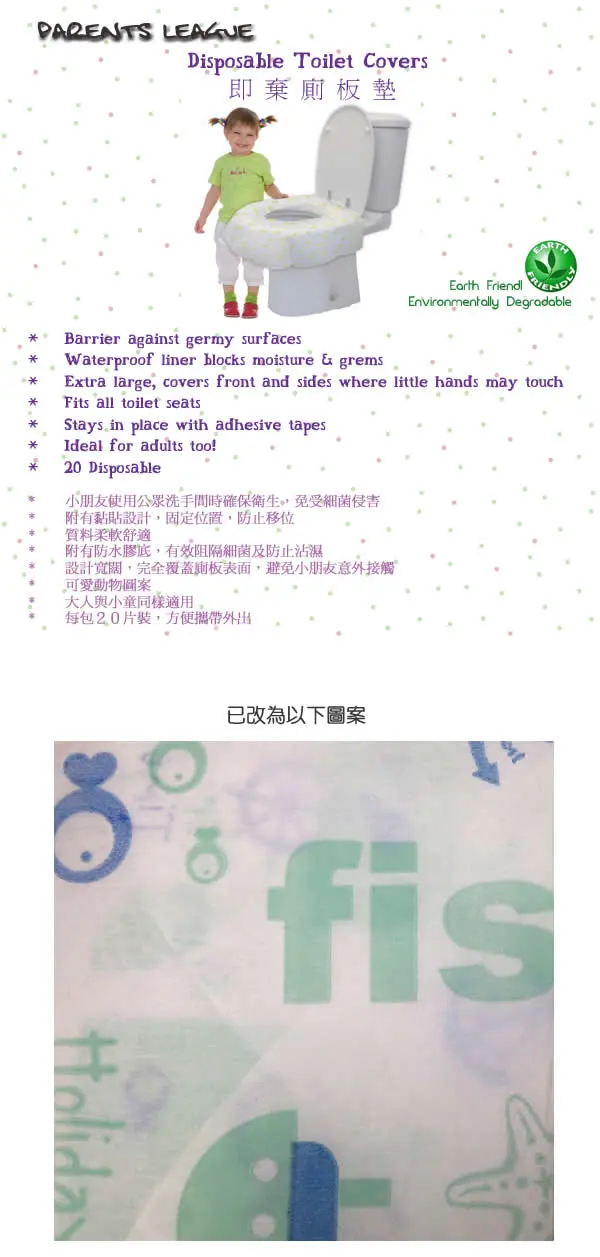 PARENTS LEAGUE
Disposable Toilet Covers
即棄廁板墊
EARTH FRIENDLY
Earth Friendl
Environmentally Degradable
* Barrier against germy surfaces
* Waterproof liner blocks moisture & grems
* Extra large, covers front and sides where little hands may touch
* Fits all toilet seats
* Stays in place with adhesive tapes
* Ideal for adults too!
* 20 Disposable
* 小朋友使用公眾洗手間時確保衛生，免受細菌侵害
* 附有黏貼設計，固定位置，防止移位
* 質料柔軟舒適
* 附有防水膠底，有效阻隔細菌及防止沾濕
* 設計寬闊，完全覆蓋廁板表面，避免小朋友意外接觸
* 可愛動物圖案
* 大人與小童同樣適用
* 每包２０片裝，方便攜帶外出
已改為以下圖案
fis